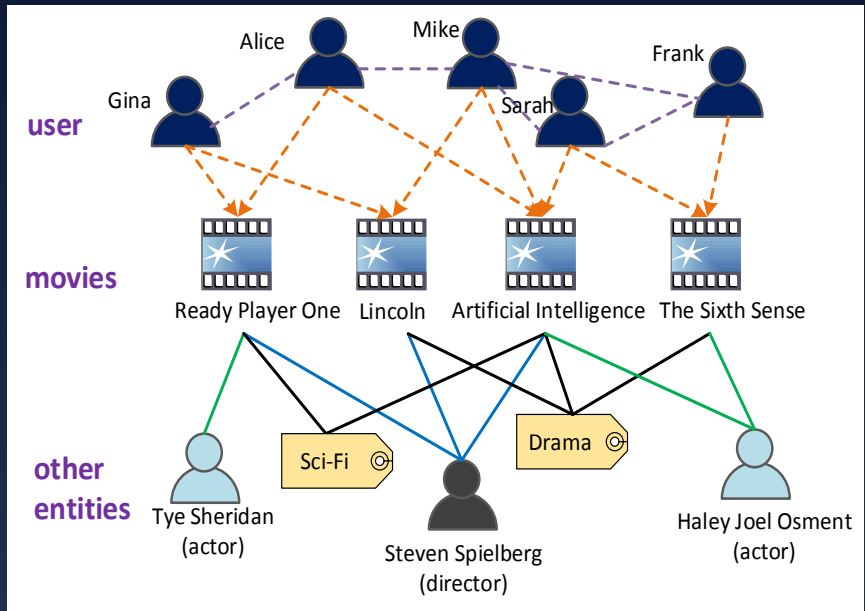 Alice
Mike
Frank
Gina
Sarah
user
movies
Ready Player One
Lincoln
Artificial Intelligence
The Sixth Sense
Sci-Fi
Drama
other
entities
Tye Sheridan
(actor)
Steven Spielberg
(director)
Haley Joel Osment
(actor)